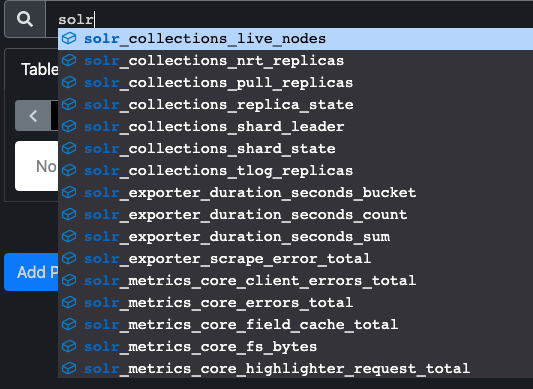 solr
solr_collections_live_nodes
solr_collections_nrt_replicas
Table
solr_collections_pull_replicas
solr_collections_replica_state
solr_collections_shard_leader
solr_collections_shard_state
No
solr_collections_tlog_replicas
solr_exporter_duration_seconds_bucket
solr_exporter_duration_seconds_count
solr_exporter_duration_seconds_sum
solr_exporter_scrape_error_total
Add P
solr_metrics_core_client_errors_total
solr_metrics_core_errors_total
solr_metrics_core_field_cache_total
solr_metrics_core_fs_bytes
solr_metrics_core_highlighter_request_total